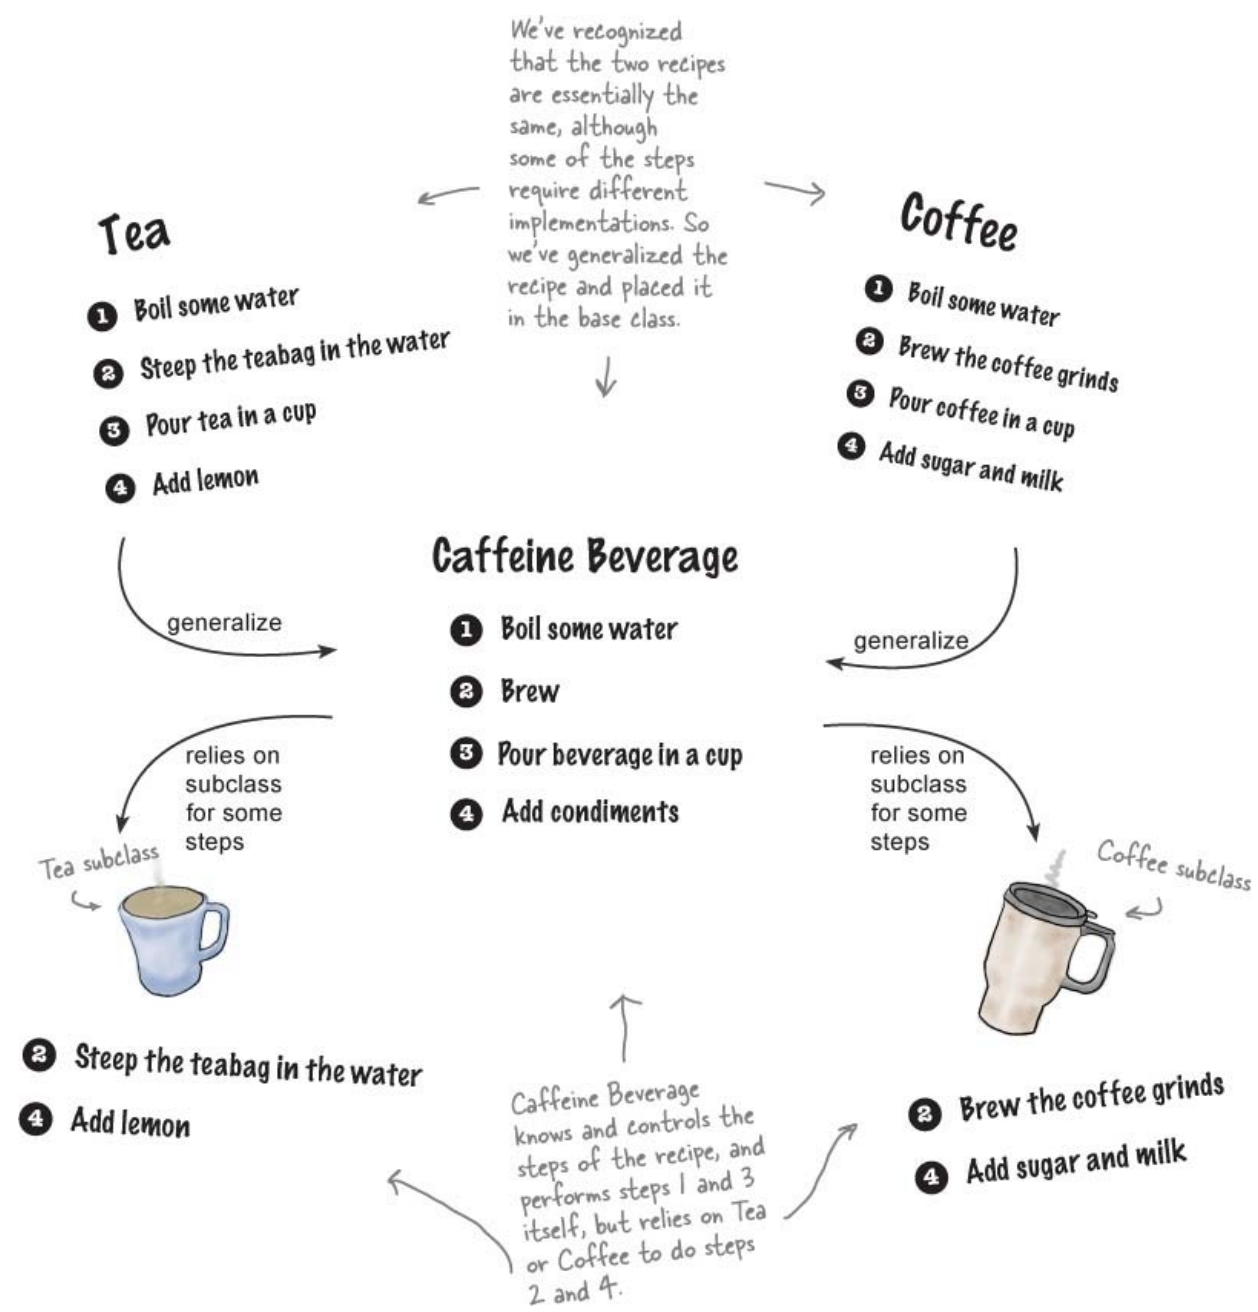 We've recognized
that the two recipes
are essentially the
same, although
some of the steps
require different
implementations. So
we've generalized the
recipe and placed it
in the base class.
Tea
1 Boil some water
2 Steep the teabag in the water
3 Pour tea in a cup
4 Add lemon
Coffee
1 Boil some water
2 Brew the coffee grinds
3 Pour coffee in a cup
4 Add sugar and milk
Caffeine Beverage
1 Boil some water
2 Brew
3 Pour beverage in a cup
4 Add condiments
generalize
generalize
relies on
subclass
for some
steps
relies on
subclass
for some
steps
Tea subclass
Coffee subclass
2 Steep the teabag in the water
4 Add lemon
Caffeine Beverage
knows and controls the
steps of the recipe, and
performs steps 1 and 3
itself, but relies on Tea
or Coffee to do steps
2 and 4.
2 Brew the coffee grinds
4 Add sugar and milk